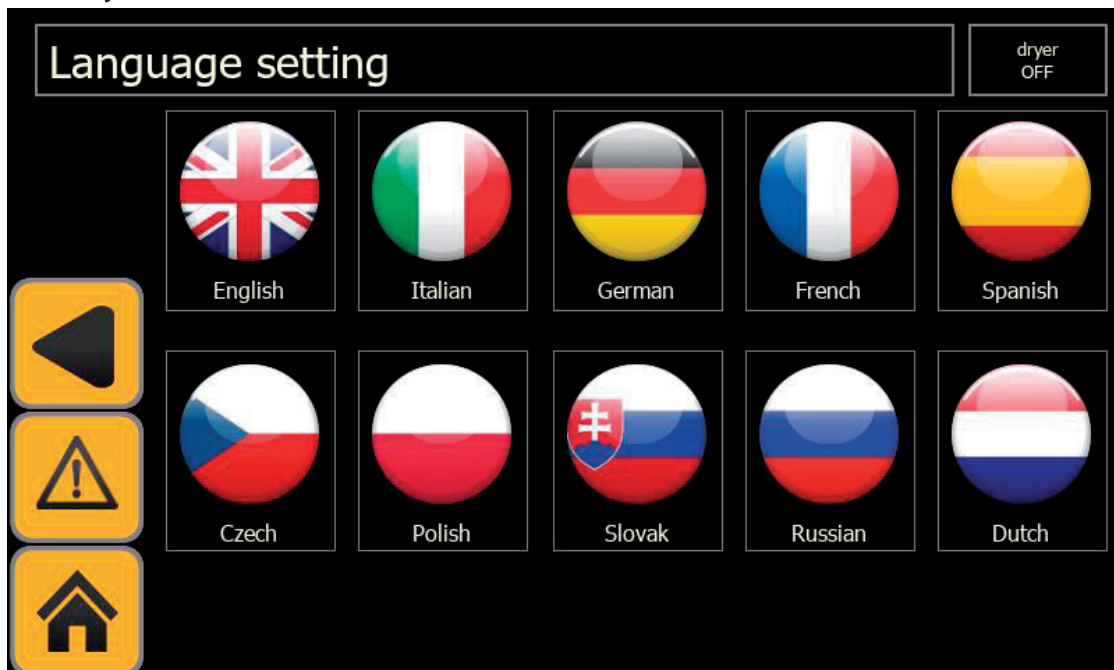 Language setting
dryer
OFF
English
Italian
German
French
Spanish
Czech
Polish
Slovak
Russian
Dutch